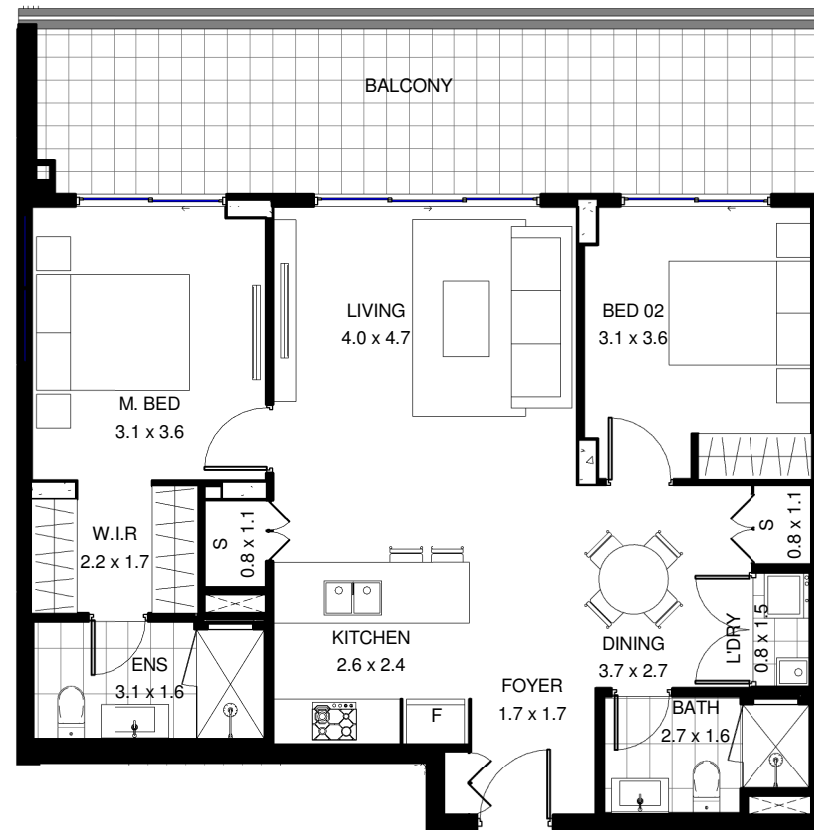 BALCONY
LIVING
4.0 x 4.7
BED 02
3.1 x 3.6
M. BED
3.1 x 3.6
W.I.R
2.2 x 1.7
S
0.8 x 1.1
S
0.8 x 1.1
KITCHEN
2.6 x 2.4
DINING
3.7 x 2.7
L'DRY
0.8 x 1.5
ENS
3.1 x 1.6
FOYER
1.7 x 1.7
F
BATH
2.7 x 1.6